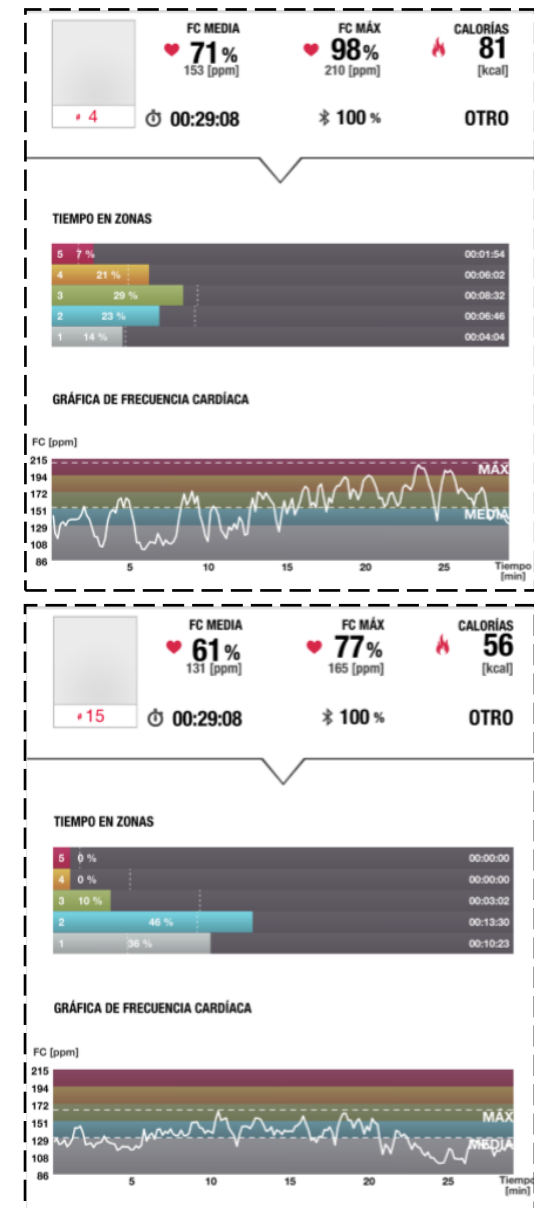 FC MEDIA FC MÁX CALORÍAS
71% 98% 81
153 [ppm] 210 [ppm] [kcal]
# 4 00:29:08 100 % OTRO
TIEMPO EN ZONAS
5 7 % 00:01:54
4 21 % 00:06:02
3 29 % 00:08:32
2 23 % 00:06:46
1 14 % 00:04:04
GRÁFICA DE FRECUENCIA CARDÍACA
FC [ppm]
215
MÁX
194
172
151
MEDIA
129
108
86
5 10 15 20 25 Tiempo
[min]
FC MEDIA FC MÁX CALORÍAS
61% 77% 56
131 [ppm] 165 [ppm] [kcal]
# 15 00:29:08 100 % OTRO
TIEMPO EN ZONAS
5 0 % 00:00:00
4 0 % 00:00:00
3 10 % 00:03:02
2 46 % 00:13:30
1 36 % 00:10:23
GRÁFICA DE FRECUENCIA CARDÍACA
FC [ppm]
215
194
172
MÁX
151
129
MEDIA
108
86
5 10 15 20 25 Tiempo
[min]